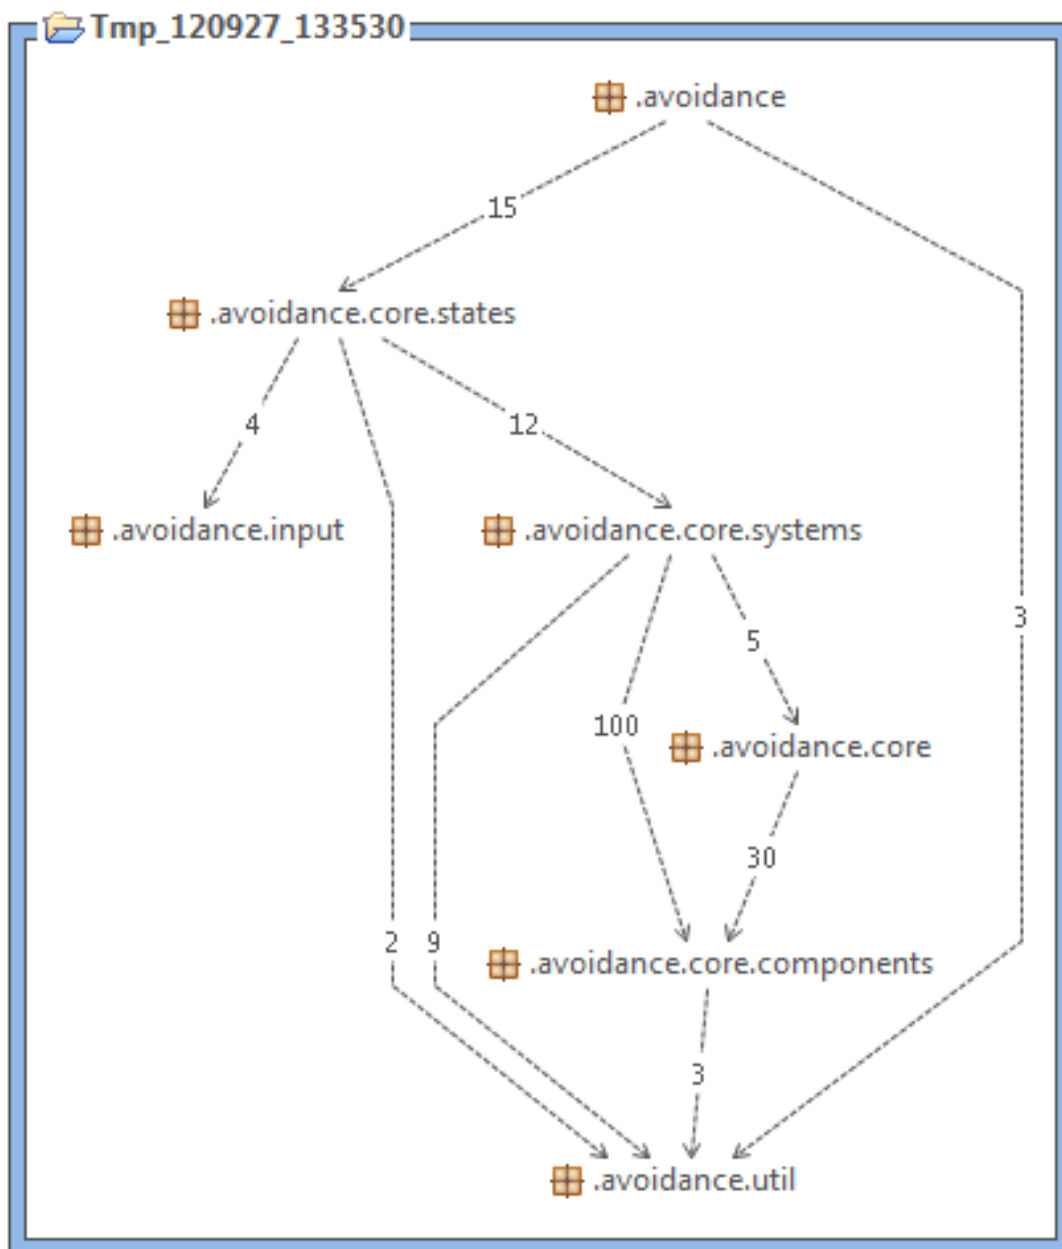 Tmp_120927_133530
.avoidance
15
.avoidance.core.states
4
12
.avoidance.input
.avoidance.core.systems
3
5
100
.avoidance.core
30
2
9
.avoidance.core.components
3
.avoidance.util